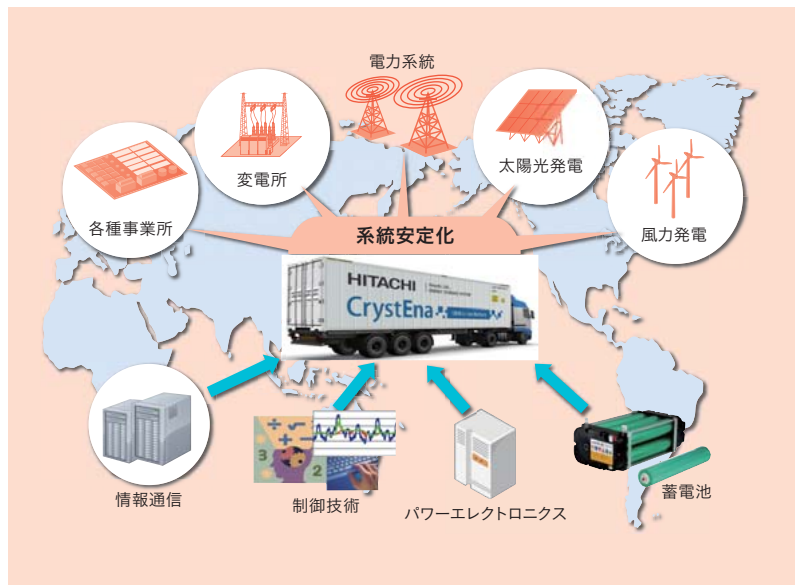 電力系統
変電所
太陽光発電
各種事業所
風力発電
系統安定化
HITACHI
CrystEna
3
2
情報通信
制御技術
パワーエレクトロニクス
蓄電池